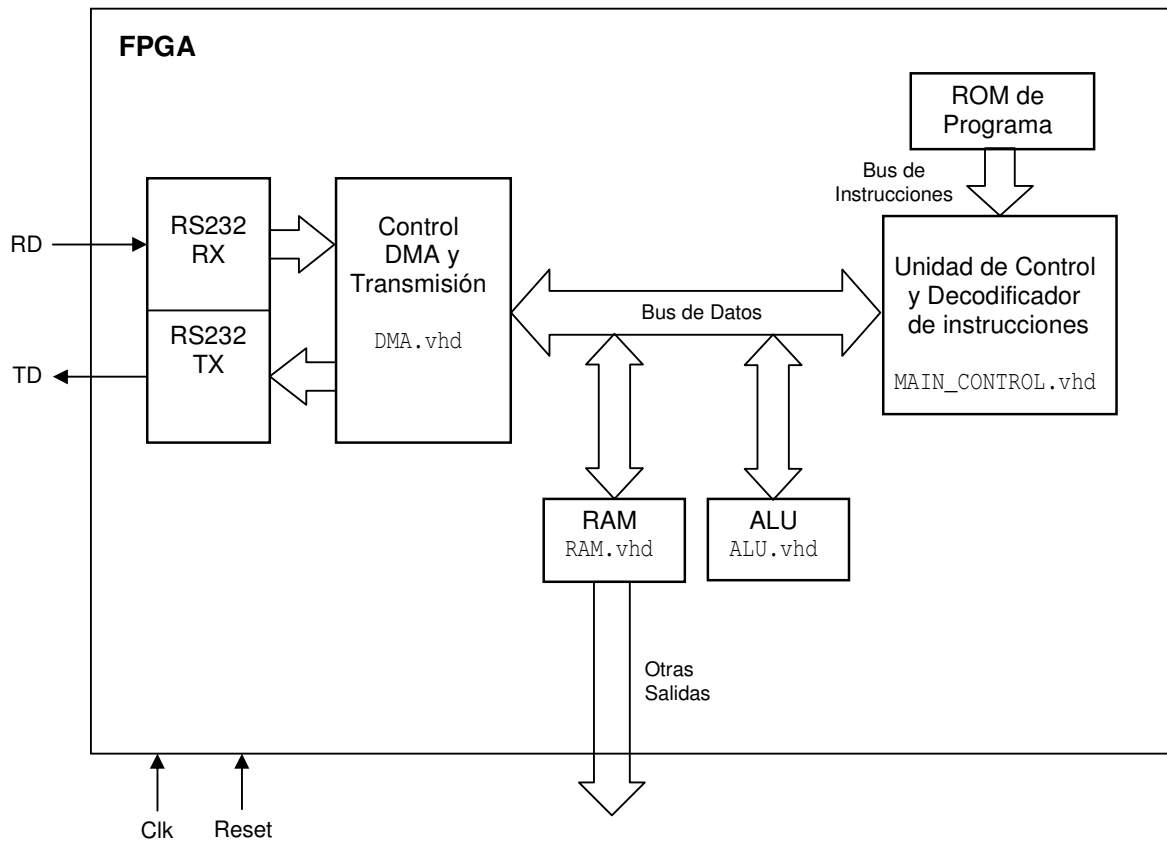 FPGA
ROM de
Programa
Bus de
Instrucciones
RD
RS232
RX
Control
DMA y
Transmisión
DMA.vhd
Bus de Datos
Unidad de Control
y Decodificador
de instrucciones
MAIN_CONTROL.vhd
RS232
TX
TD
RAM
RAM.vhd
ALU
ALU.vhd
Otras
Salidas
Clk
Reset